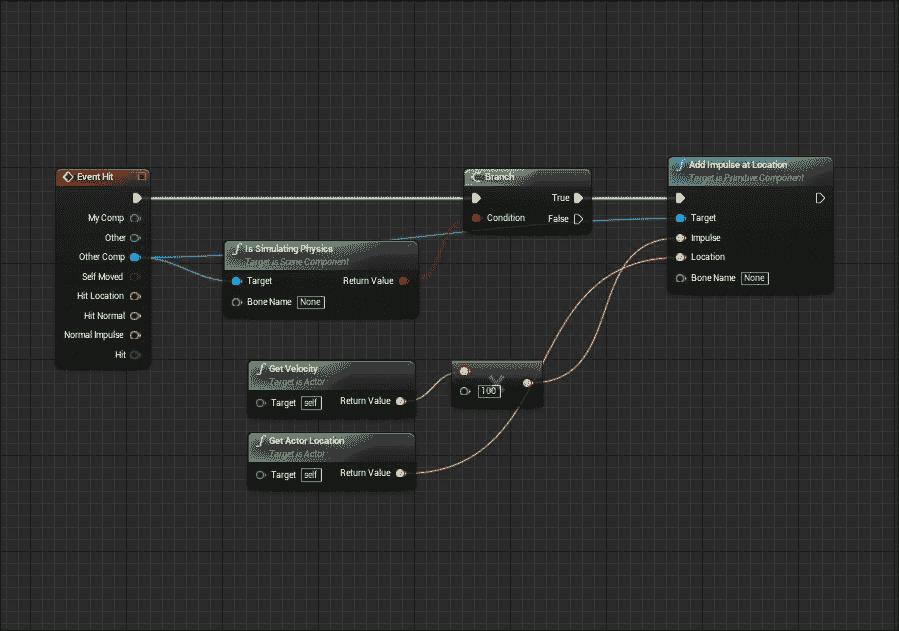 Event Hit
My Comp
Other
Other Comp
Self Moved
Hit Location
Hit Normal
Normal Impulse
Hit
Is Simulating Physics
Target is Scene Component
Target
Return Value
Bone Name
None
Branch
True
Condition
False
Add Impulse at Location
Target is Primitive Component
Target
Impulse
Location
Bone Name
None
Get Velocity
Target is Actor
Target
self
Return Value
100
Get Actor Location
Target is Actor
Target
self
Return Value